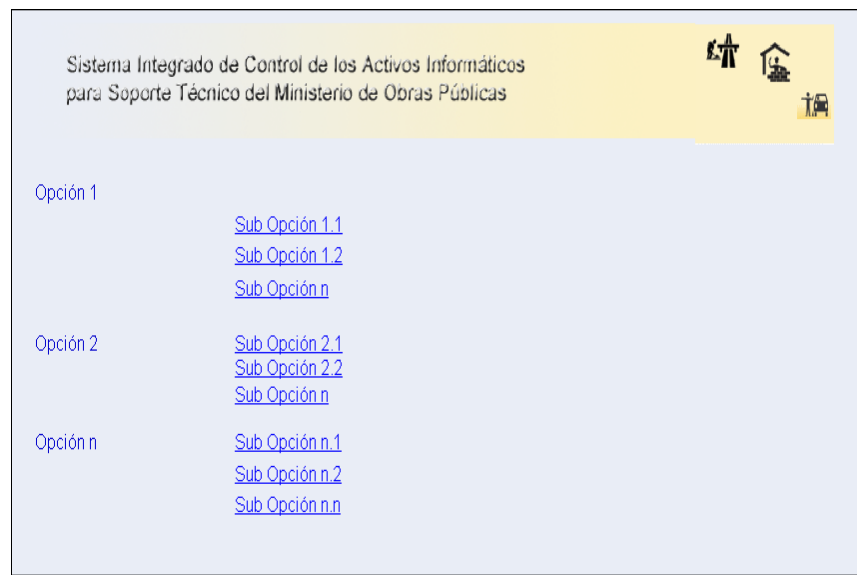 Sistema Integrado de Control de los Activos Informáticos
para Soporte Técnico del Ministerio de Obras Públicas
Opción 1
Sub Opción 1.1
Sub Opción 1.2
Sub Opción n
Opción 2 Sub Opción 2.1
Sub Opción 2.2
Sub Opción n
Opción n Sub Opción n.1
Sub Opción n.2
Sub Opción n.n